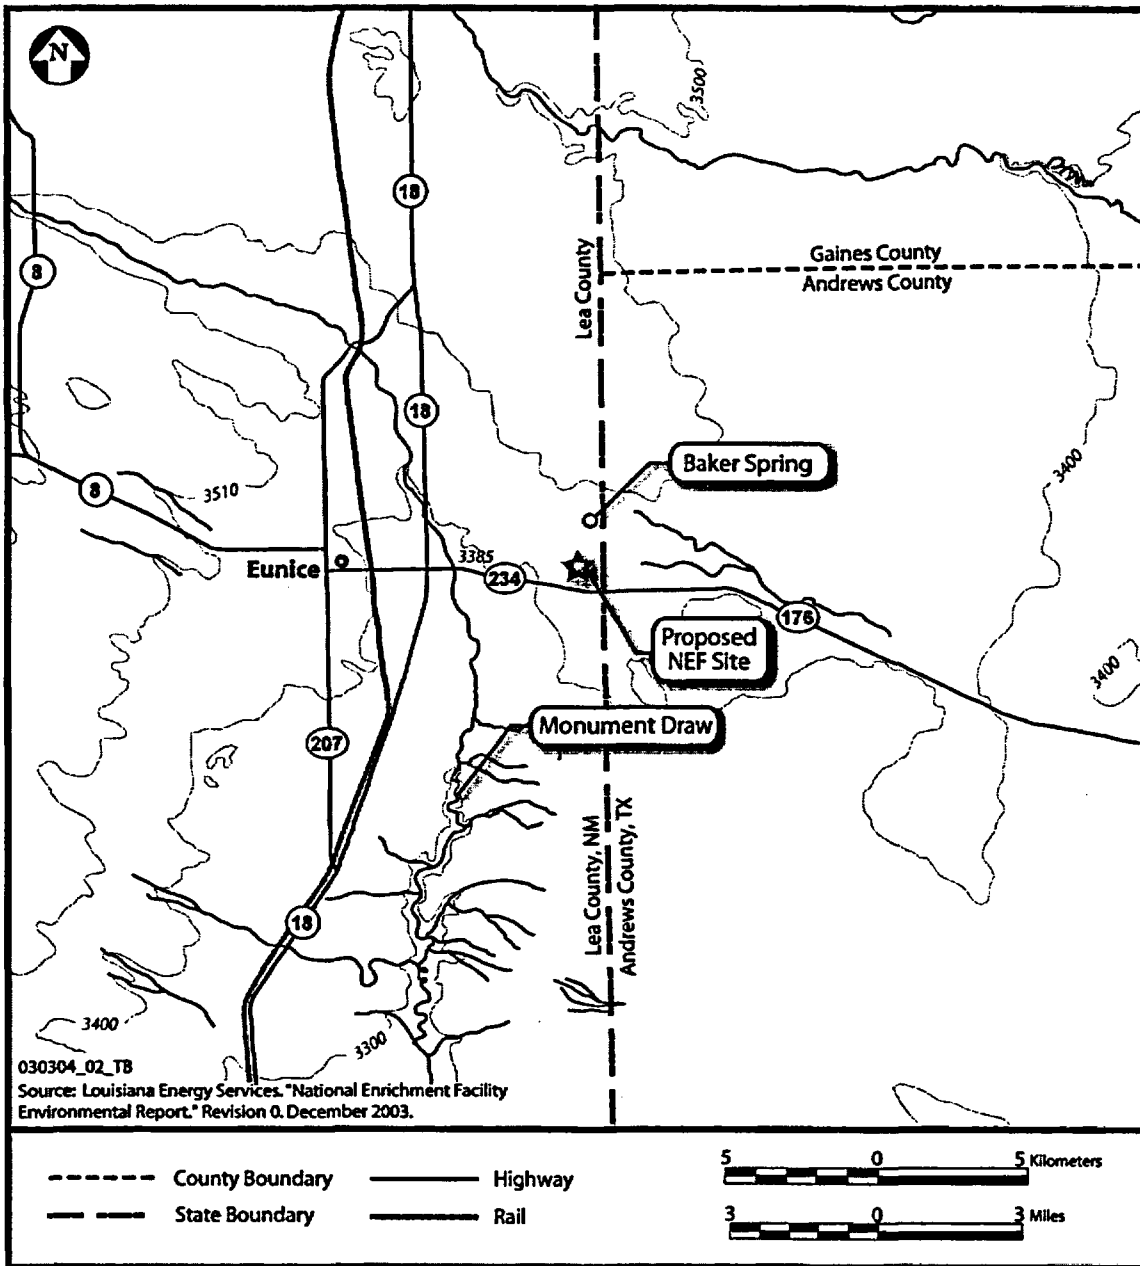 N
3500
18
8
Gaines County
Andrews County
Lea County
18
Baker Spring
3400
8
3510
Eunice
3385
234
176
Proposed
NEF Site
3400
Monument Draw
207
Lea County, NM
Andrews County, TX
18
3400
3300
030304_02_TB
Source: Louisiana Energy Services. "National Enrichment Facility
Environmental Report." Revision 0. December 2003.
County Boundary
Highway
5 0 5 Kilometers
State Boundary
Rail
3 0 3 Miles